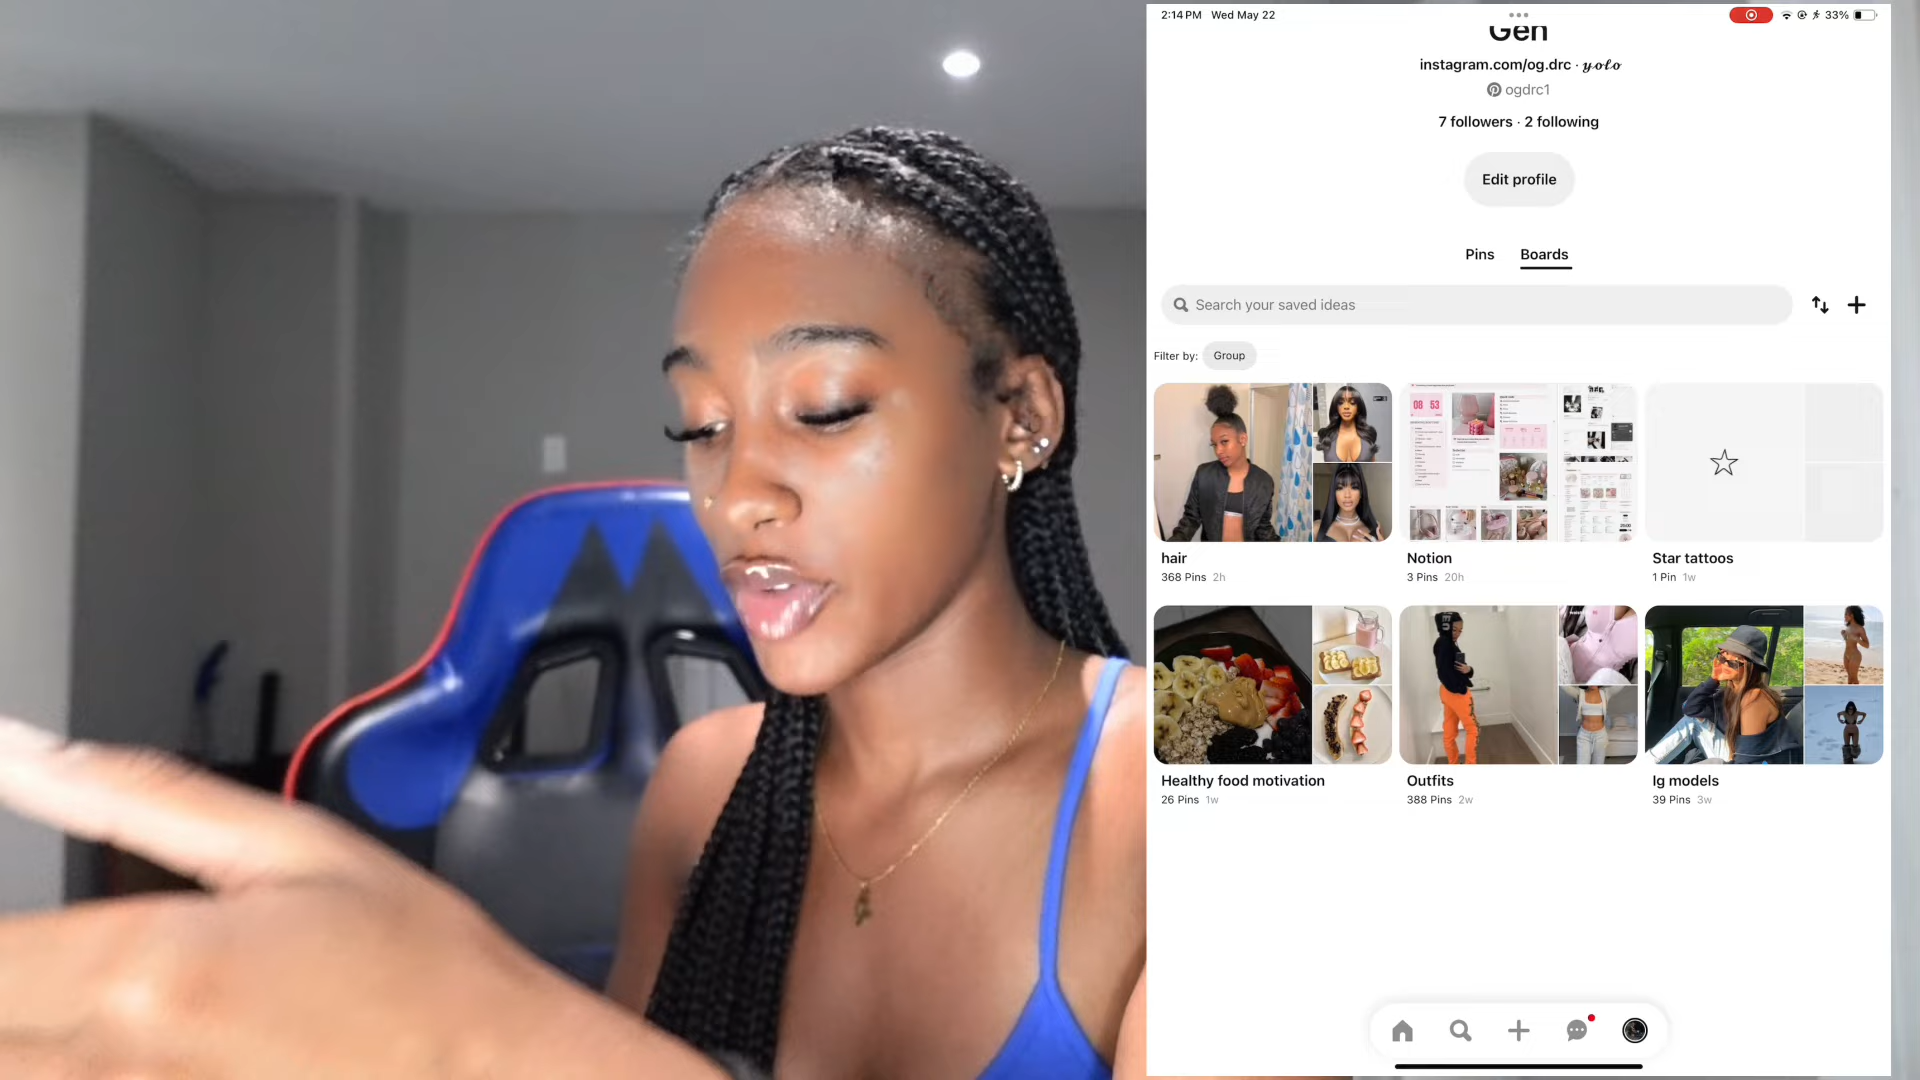 2:14 PM Wed May 22
33%
Gen
instagram.com/og.drc · yolo
ogdrc1
7 followers · 2 following
Edit profile
Pins Boards
Search your saved ideas
Filter by: Group
08 53
hair
368 Pins 2h
Notion
3 Pins 20h
Star tattoos
1 Pin 1w
Healthy food motivation
26 Pins 1w
Outfits
388 Pins 2w
Ig models
39 Pins 3w